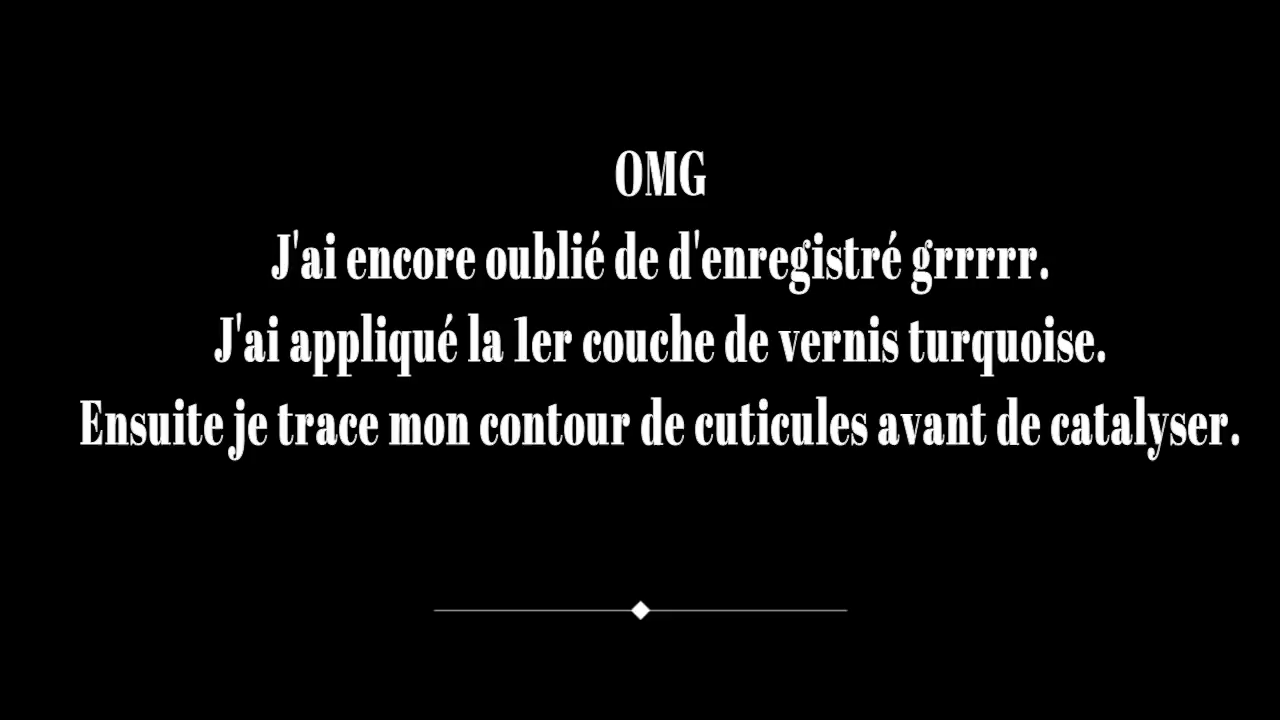 OMG
J'ai encore oublié de d'enregistré grrrrr.
J'ai appliqué la 1er couche de vernis turquoise.
Ensuite je trace mon contour de cuticules avant de catalyser.